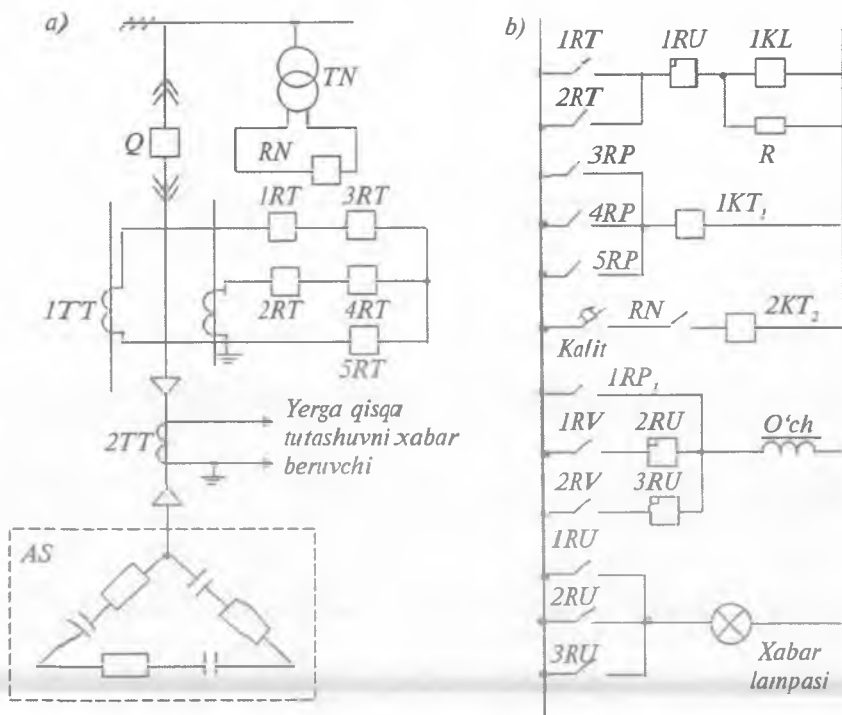 a)
TN
Q
RN
1RT
3RT
1TT
2RT
4RT
5RT
2TT
Yerga qisqa
tutashuvni xabar
beruvchi
AS
b)
1RT
1RU
1KL
2RT
R
3RP
4RP
1KT₁
5RP
RN
2KT₂
Kalit
1RP₁
1RV
2RU
O'ch
2RV
3RU
1RU
2RU
3RU
Xabar
lampasi